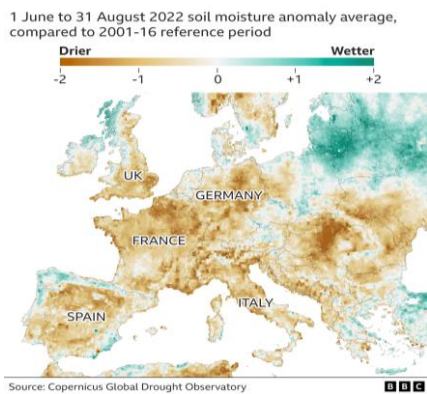 1 June to 31 August 2022 soil moisture anomaly average,
compared to 2001-16 reference period
Drier Wetter
-2 -1 0 +1 +2
UK
GERMANY
FRANCE
ITALY
SPAIN
Source: Copernicus Global Drought Observatory BBC